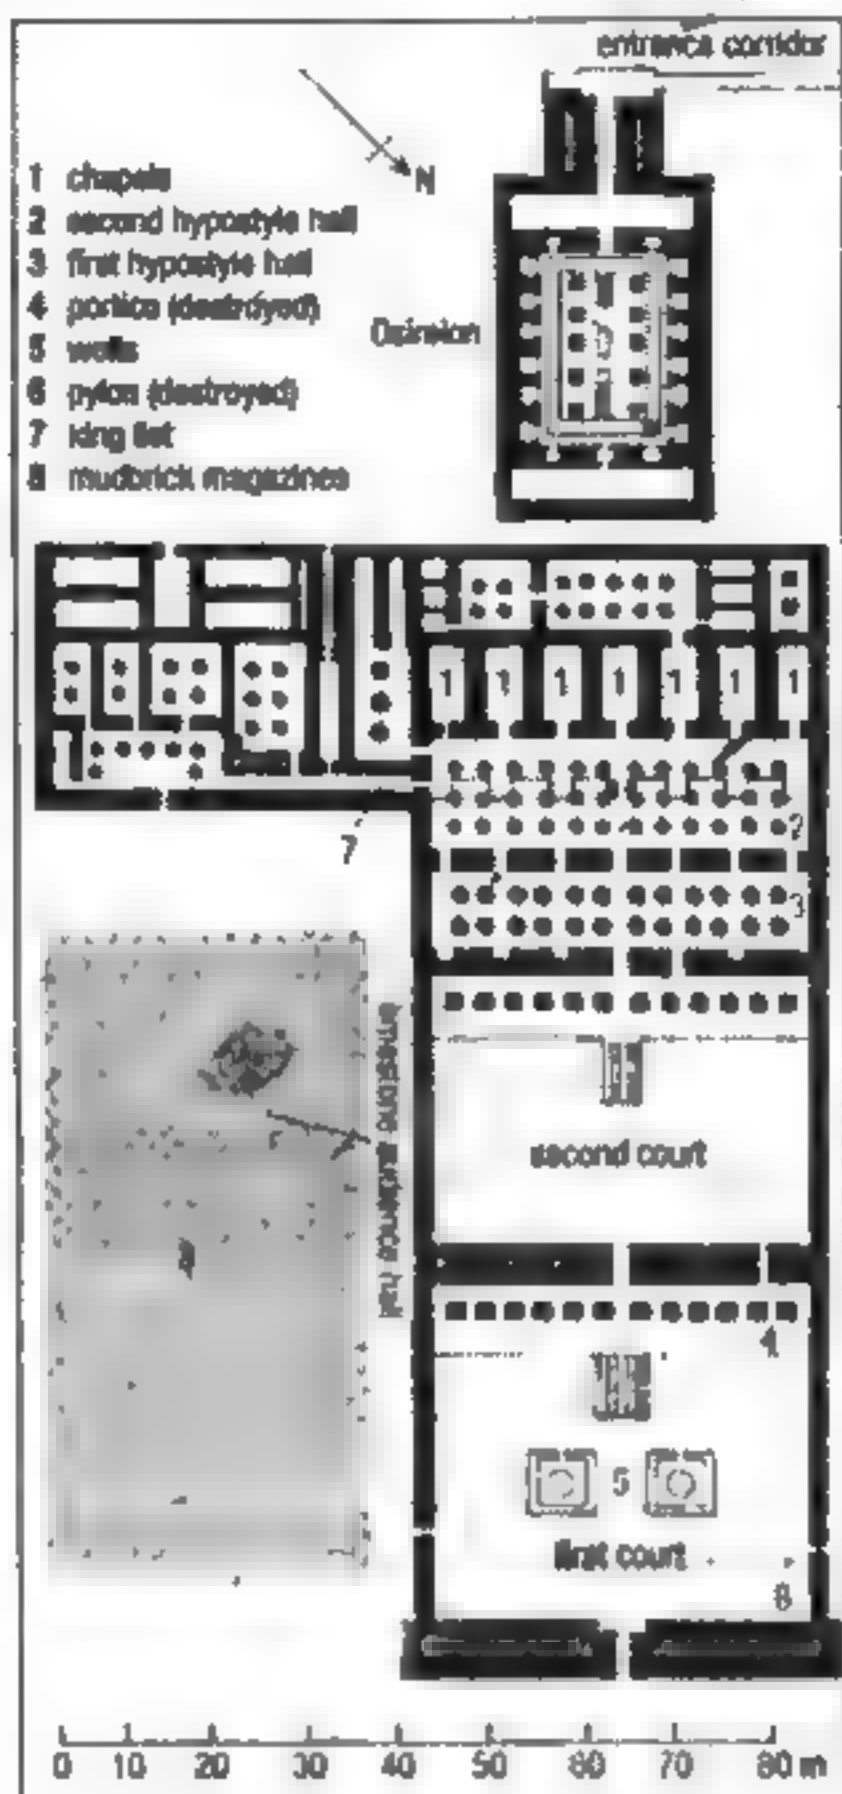 entrance corridor
N
1 chapels
2 second hypostyle hall
3 first hypostyle hall
4 portico (destroyed)
5 wells
6 pylon (destroyed)
7 king list
8 mudbrick magazines
Osireion
1 1 1 1 1 1 1
2
7
3
limestone audience hall
second court
8
4
5
first court
6
0 10 20 30 40 50 60 70 80 m